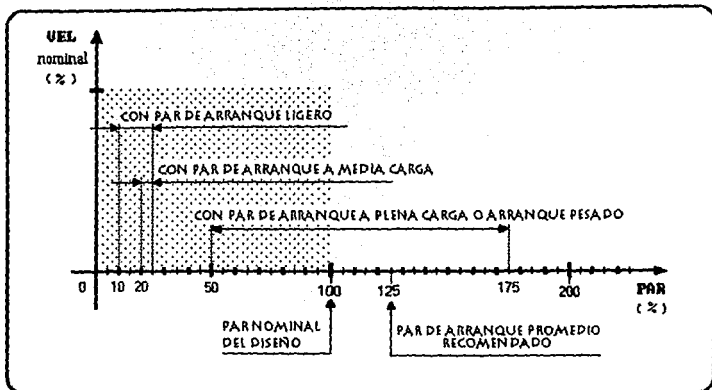 VEL
nominal
(%)
CON PAR DE ARRANQUE LIGERO
CON PAR DE ARRANQUE A MEDIA CARGA
CON PAR DE ARRANQUE A PLENA CARGA O ARRANQUE PESADO
0 10 20 50 100 125 175 200 PAR
(%)
PAR NOMINAL
DEL DISEÑO
PAR DE ARRANQUE PROMEDIO
RECOMENDADO